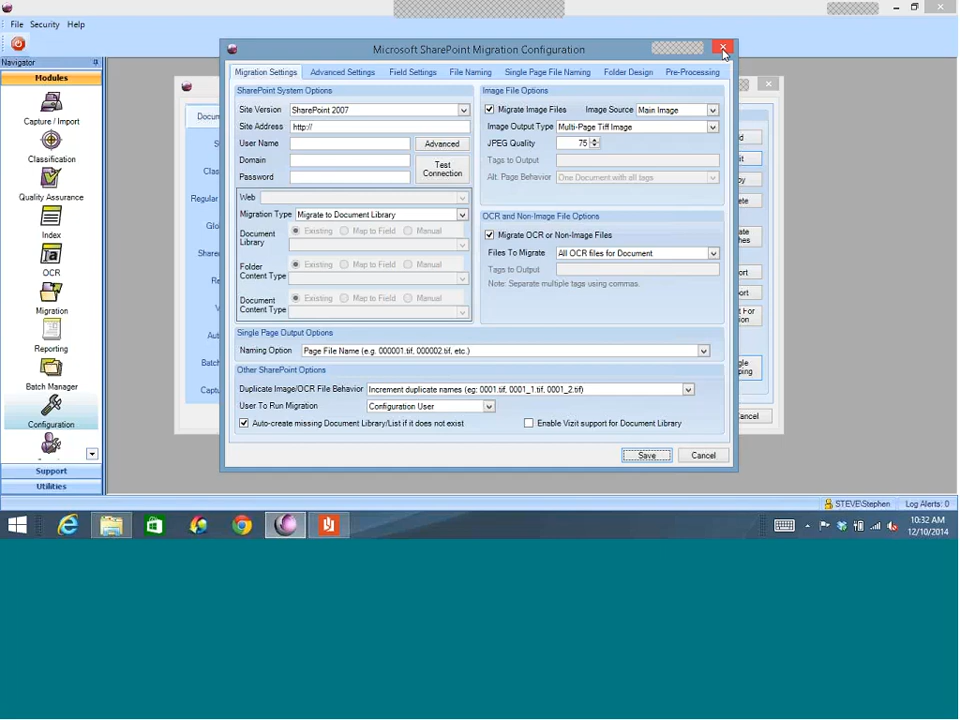 File Security Help
Navigator
Modules
Capture / Import
Classification
Quality Assurance
Index
OCR
Migration
Reporting
Batch Manager
Configuration
Support
Utilities
Microsoft SharePoint Migration Configuration
Migration Settings Advanced Settings Field Settings File Naming Single Page File Naming Folder Design Pre-Processing
SharePoint System Options
Site Version SharePoint 2007
Site Address http://
User Name Advanced
Domain
Test Connection
Password
Web
Migration Type Migrate to Document Library
Document Library Existing Map to Field Manual
Folder Content Type Existing Map to Field Manual
Document Content Type Existing Map to Field Manual
Image File Options
Migrate Image Files Image Source Main Image
Image Output Type Multi-Page Tiff Image
JPEG Quality 75
Tags to Output
Alt. Page Behavior One Document with all tags
OCR and Non-Image File Options
Migrate OCR or Non-Image Files
Files To Migrate All OCR files for Document
Tags to Output
Note: Separate multiple tags using commas.
Single Page Output Options
Naming Option Page File Name (e.g. 000001.tif, 000002.tif, etc.)
Other SharePoint Options
Duplicate Image/OCR File Behavior Increment duplicate names (eg: 0001.tif, 0001_1.tif, 0001_2.tif)
User To Run Migration Configuration User
Auto-create missing Document Library/List if it does not exist Enable Vizit support for Document Library
Save Cancel
Docum
Clas
Regular
Glo
Shared
Re
Aut
Batc
Captu
ancel
STEVE\Stephen Log Alerts: 0
10:32 AM
12/10/2014